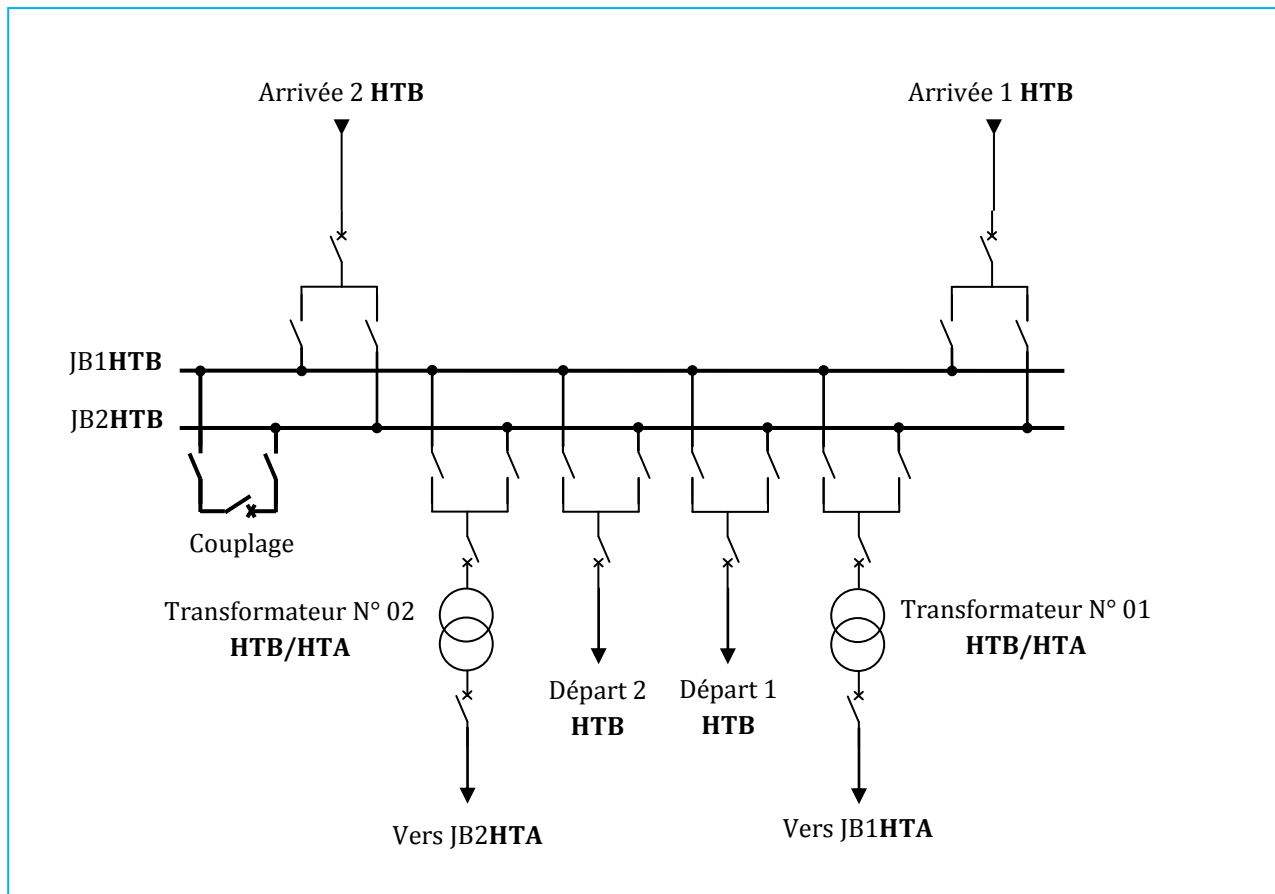 Arrivée 2 HTB
Arrivée 1 HTB
JB1HTB
JB2HTB
Couplage
Transformateur N° 02
HTB/HTA
Départ 2
HTB
Départ 1
HTB
Transformateur N° 01
HTB/HTA
Vers JB2HTA
Vers JB1HTA